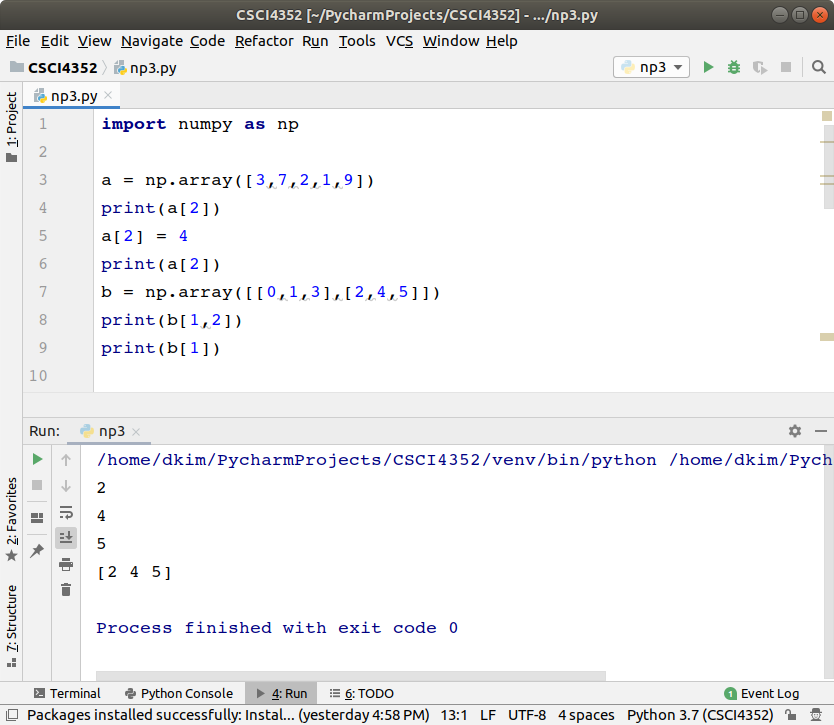 CSCI4352 [~/PycharmProjects/CSCI4352] - .../np3.py
File Edit View Navigate Code Refactor Run Tools VCS Window Help
CSCI4352 np3.py np3
1: Project
np3.py
1 import numpy as np
2
3 a = np.array([3,7,2,1,9])
4 print(a[2])
5 a[2] = 4
6 print(a[2])
7 b = np.array([[0,1,3],[2,4,5]])
8 print(b[1,2])
9 print(b[1])
10
Run: np3
/home/dkim/PycharmProjects/CSCI4352/venv/bin/python /home/dkim/Pych
2
4
5
[2 4 5]
Process finished with exit code 0
2: Favorites
7: Structure
Terminal Python Console 4: Run 6: TODO 1 Event Log
Packages installed successfully: Instal... (yesterday 4:58 PM) 13:1 LF UTF-8 4 spaces Python 3.7 (CSCI4352)